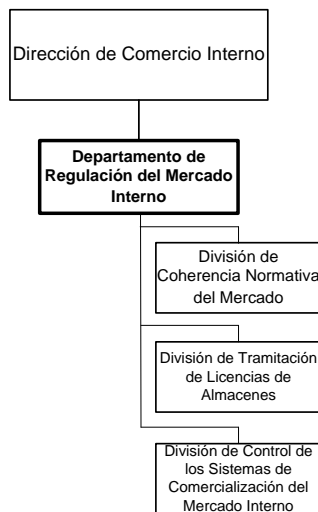 Dirección de Comercio Interno
Departamento de
Regulación del Mercado
Interno
División de
Coherencia Normativa
del Mercado
División de Tramitación
de Licencias de
Almacenes
División de Control de
los Sistemas de
Comercialización del
Mercado Interno